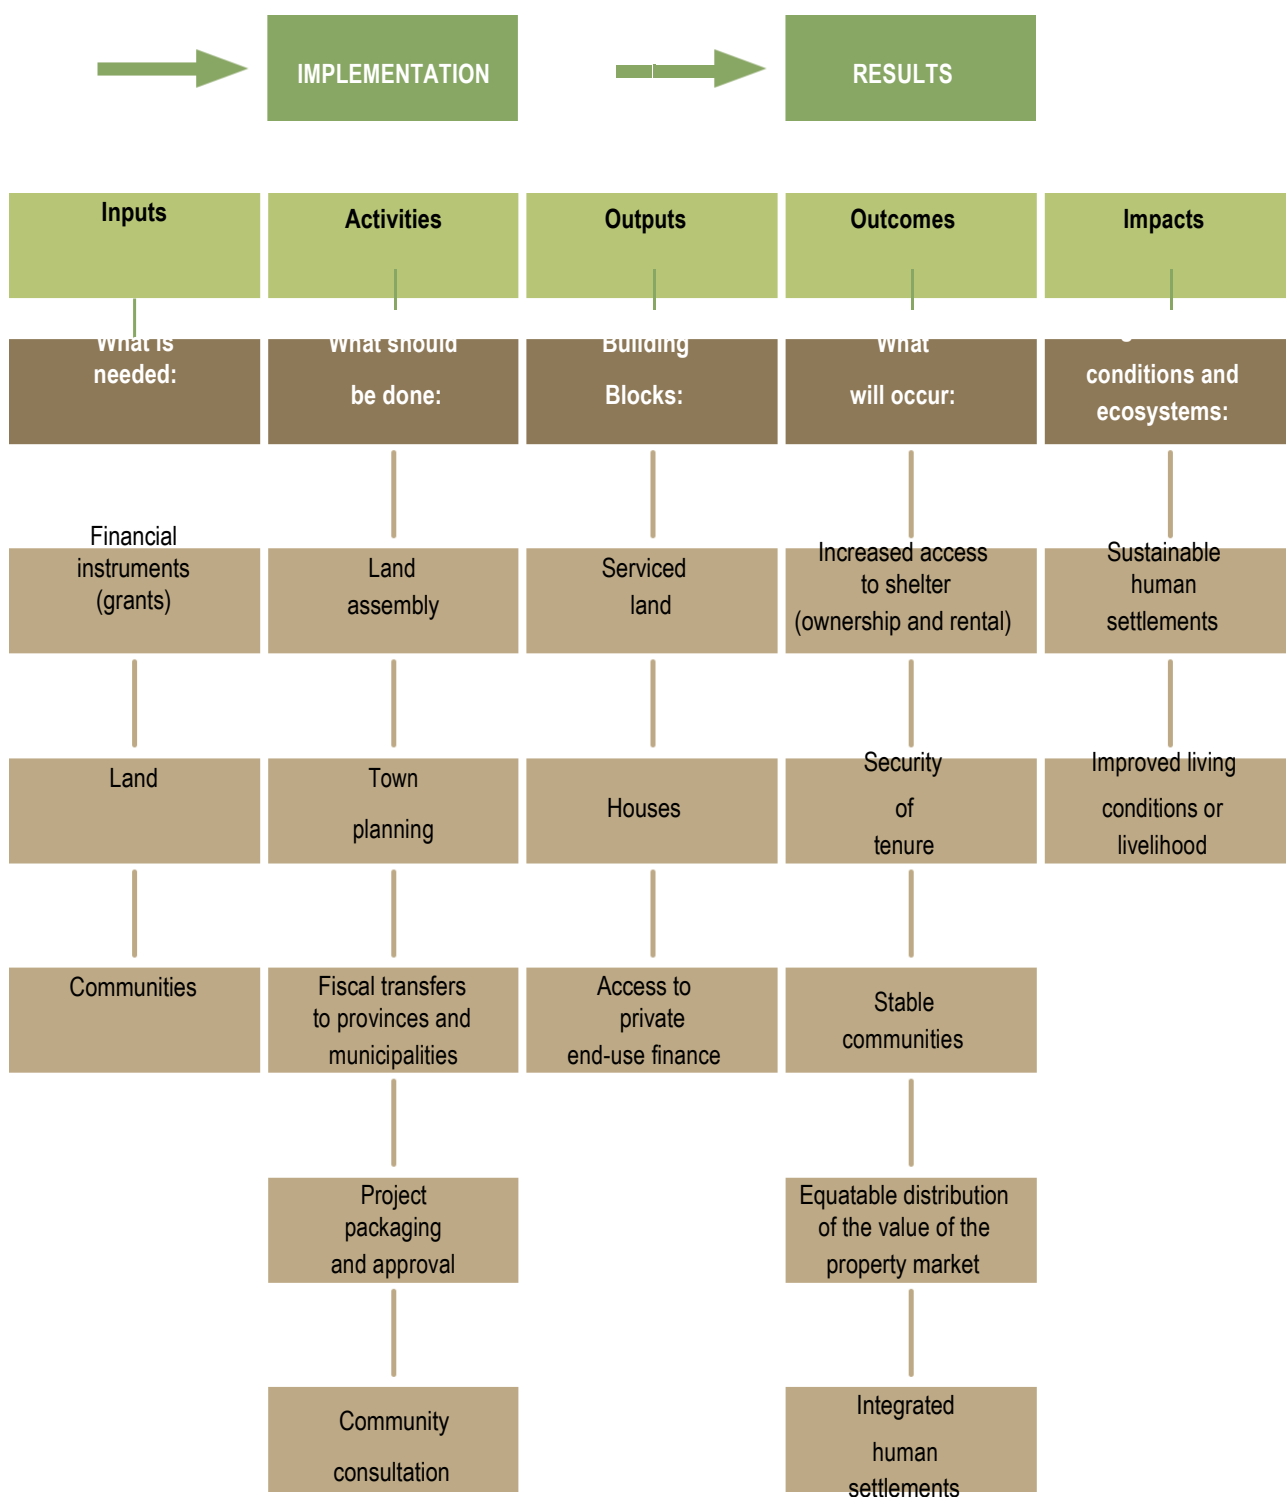 IMPLEMENTATION
RESULTS
Inputs
Activities
Outputs
Outcomes
Impacts
What is
needed:
What should
be done:
Building
Blocks:
What
will occur:
conditions and
ecosystems:
Financial
instruments
(grants)
Land
assembly
Serviced
land
Increased access
to shelter
(ownership and rental)
Sustainable
human
settlements
Land
Town
planning
Houses
Security
of
tenure
Improved living
conditions or
livelihood
Communities
Fiscal transfers
to provinces and
municipalities
Access to
private
end-use finance
Stable
communities
Project
packaging
and approval
Equatable distribution
of the value of the
property market
Community
consultation
Integrated
human
settlements